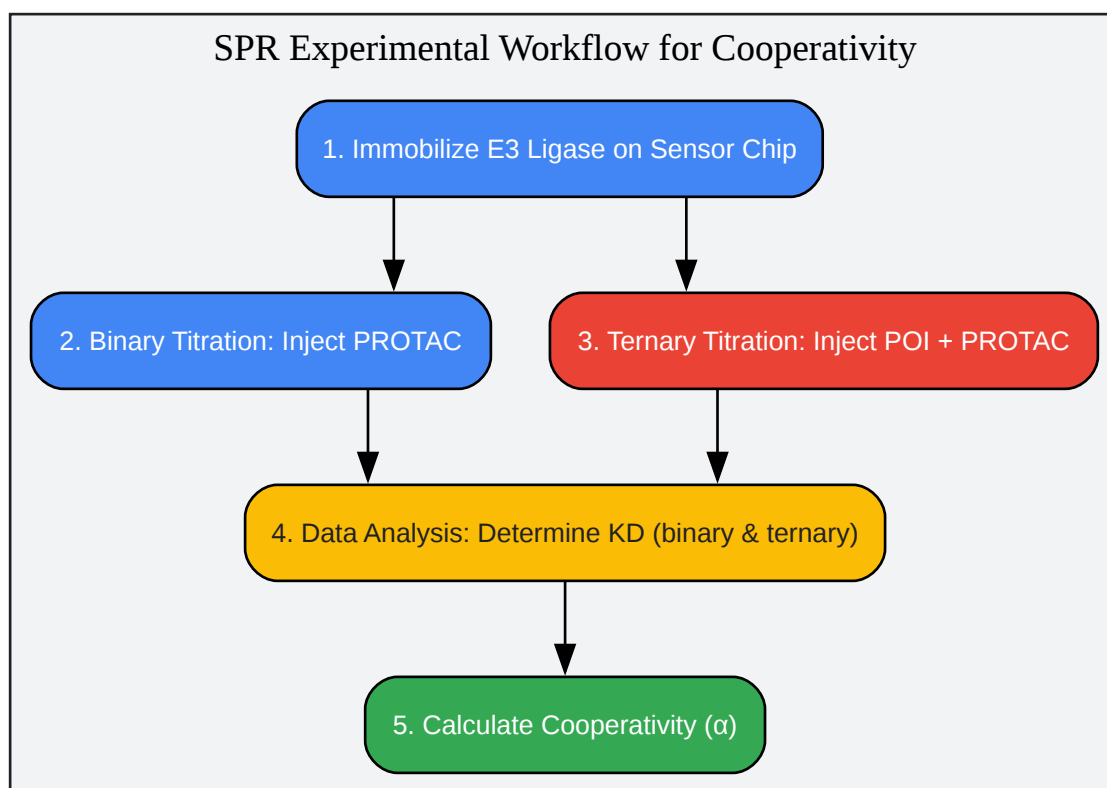 SPR Experimental Workflow for Cooperativity
1. Immobilize E3 Ligase on Sensor Chip
2. Binary Titration: Inject PROTAC
3. Ternary Titration: Inject POI + PROTAC
4. Data Analysis: Determine KD (binary & ternary)
5. Calculate Cooperativity (α)